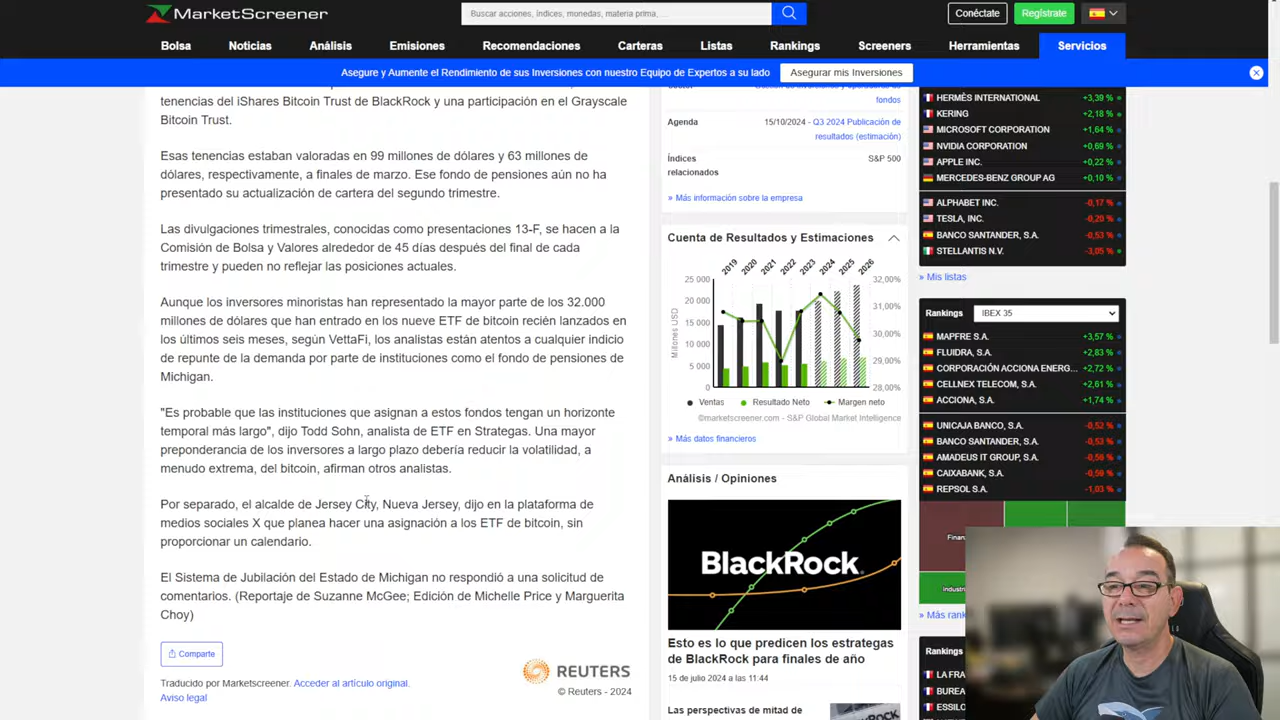 MarketScreener
Buscar acciones, índices, monedas, materia prima, ...
Conéctate
Regístrate
Bolsa
Noticias
Análisis
Emisiones
Recomendaciones
Carteras
Listas
Rankings
Screeners
Herramientas
Servicios
Asegure y Aumente el Rendimiento de sus Inversiones con nuestro Equipo de Expertos a su lado
Asegurar mis Inversiones
tenencias del iShares Bitcoin Trust de BlackRock y una participación en el Grayscale
Bitcoin Trust.
Esas tenencias estaban valoradas en 99 millones de dólares y 63 millones de
dólares, respectivamente, a finales de marzo. Ese fondo de pensiones aún no ha
presentado su actualización de cartera del segundo trimestre.
Las divulgaciones trimestrales, conocidas como presentaciones 13-F, se hacen a la
Comisión de Bolsa y Valores alrededor de 45 días después del final de cada
trimestre y pueden no reflejar las posiciones actuales.
Aunque los inversores minoristas han representado la mayor parte de los 32.000
millones de dólares que han entrado en los nueve ETF de bitcoin recién lanzados en
los últimos seis meses, según VettaFi, los analistas están atentos a cualquier indicio
de repunte de la demanda por parte de instituciones como el fondo de pensiones de
Michigan.
"Es probable que las instituciones que asignan a estos fondos tengan un horizonte
temporal más largo", dijo Todd Sohn, analista de ETF en Strategas. Una mayor
preponderancia de los inversores a largo plazo debería reducir la volatilidad, a
menudo extrema, del bitcoin, afirman otros analistas.
Por separado, el alcalde de Jersey City, Nueva Jersey, dijo en la plataforma de
medios sociales X que planea hacer una asignación a los ETF de bitcoin, sin
proporcionar un calendario.
El Sistema de Jubilación del Estado de Michigan no respondió a una solicitud de
comentarios. (Reportaje de Suzanne McGee; Edición de Michelle Price y Marguerita
Choy)
Comparte
REUTERS
© Reuters - 2024
Traducido por Marketscreener. Acceder al artículo original.
Aviso legal
fondos
Agenda
15/10/2024 - Q3 2024 Publicación de
resultados (estimación)
Índices
relacionados
S&P 500
» Más información sobre la empresa
Cuenta de Resultados y Estimaciones
2019 2020 2021 2022 2023 2024 2025 2026
25 000 32,00%
20 000 31,00%
15 000 30,00%
10 000
5 000 29,00%
0 28,00%
Millones USD
Ventas
Resultado Neto
Margen neto
©marketscreener.com - S&P Global Market Intelligence
» Más datos financieros
Análisis / Opiniones
BlackRock
Esto es lo que predicen los estrategas
de BlackRock para finales de año
15 de julio 2024 a las 11:44
Las perspectivas de mitad de
HERMÈS INTERNATIONAL +3,39 %
KERING +2,18 %
MICROSOFT CORPORATION +1,64 %
NVIDIA CORPORATION +0,69 %
APPLE INC. +0,22 %
MERCEDES-BENZ GROUP AG +0,10 %
ALPHABET INC. -0,17 %
TESLA, INC. -0,20 %
BANCO SANTANDER, S.A. -0,53 %
STELLANTIS N.V. -3,05 %
» Mis listas
Rankings
IBEX 35
MAPFRE, S.A. +3,57 %
FLUIDRA, S.A. +2,83 %
CORPORACIÓN ACCIONA ENERG... +2,72 %
CELLNEX TELECOM, S.A. +2,61 %
ACCIONA, S.A. +1,74 %
UNICAJA BANCO, S.A. -0,52 %
BANCO SANTANDER, S.A. -0,53 %
AMADEUS IT GROUP, S.A. -0,56 %
CAIXABANK, S.A. -0,59 %
REPSOL S.A. -1,03 %
Finan
Industri
» Más rank
Rankings
LA FRA
BUREA
ESSILO